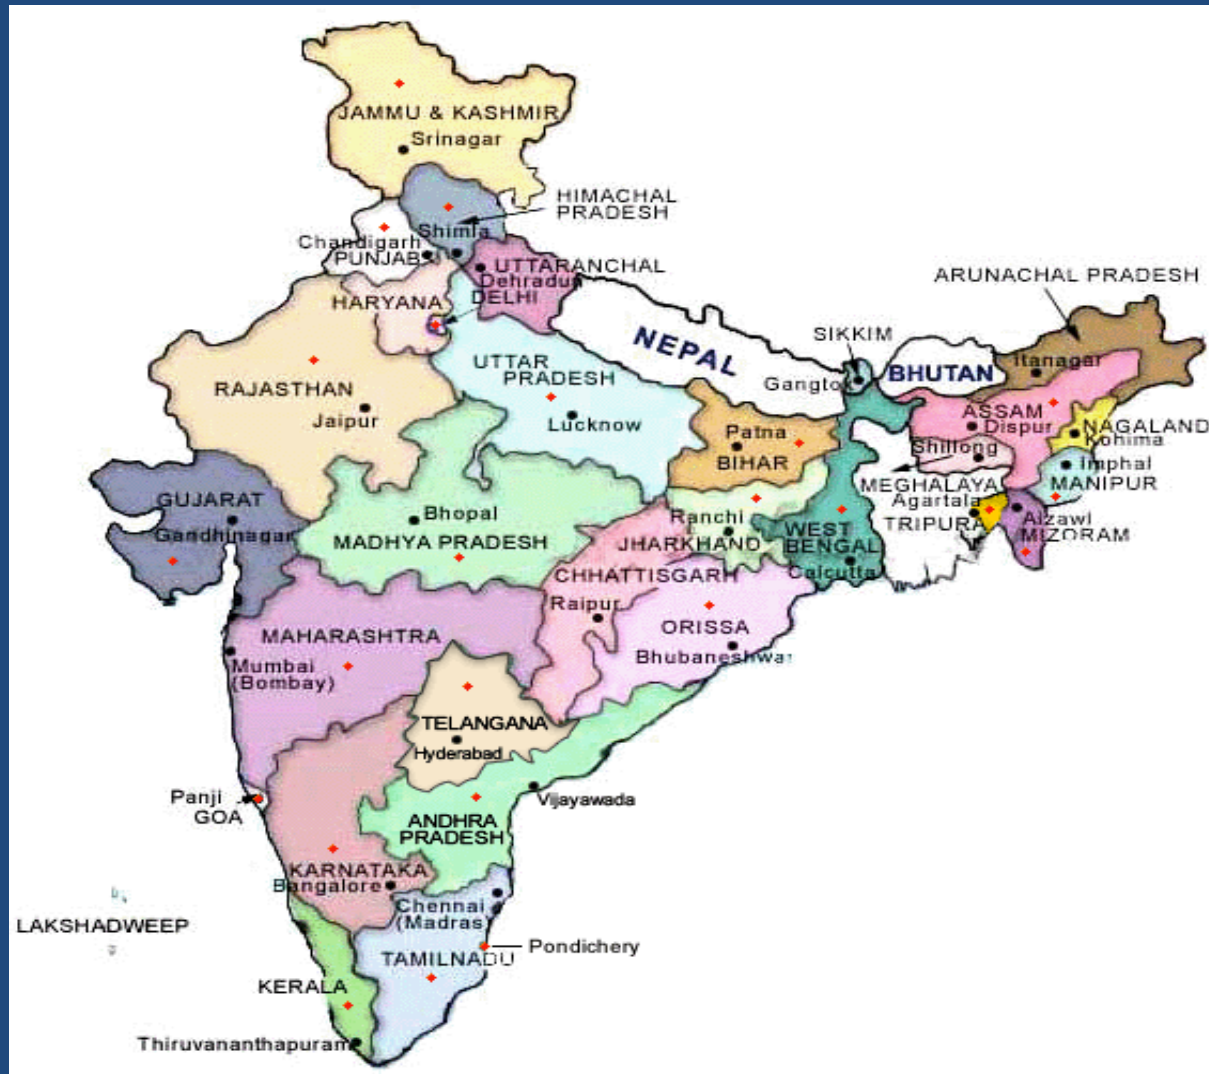 JAMMU & KASHMIR
Srinagar
HIMACHAL
PRADESH
Shimla
Chandigarh
PUNJAB
UTTARANCHAL
Dehradun
DELHI
HARYANA
ARUNACHAL PRADESH
NEPAL
SIKKIM
Gangtok
BHUTAN
Itanagar
RAJASTHAN
Jaipur
UTTAR
PRADESH
Lucknow
Patna
BIHAR
ASSAM
Dispur
NAGALAND
Kohima
Shillong
MEGHALAYA
Imphal
MANIPUR
Agartala
TRIPURA
Aizawl
MIZORAM
GUJARAT
Gandhinagar
Bhopal
MADHYA PRADESH
Ranchi
JHARKHAND
WEST
BENGAL
Calcutta
CHHATTISGARH
Raipur
ORISSA
Bhubaneshwar
MAHARASHTRA
Mumbai
(Bombay)
TELANGANA
Hyderabad
Panji
GOA
Vijayawada
ANDHRA
PRADESH
KARNATAKA
Bangalore
Chennai
(Madras)
LAKSHADWEEP
Pondichery
TAMILNADU
KERALA
Thiruvananthapuram